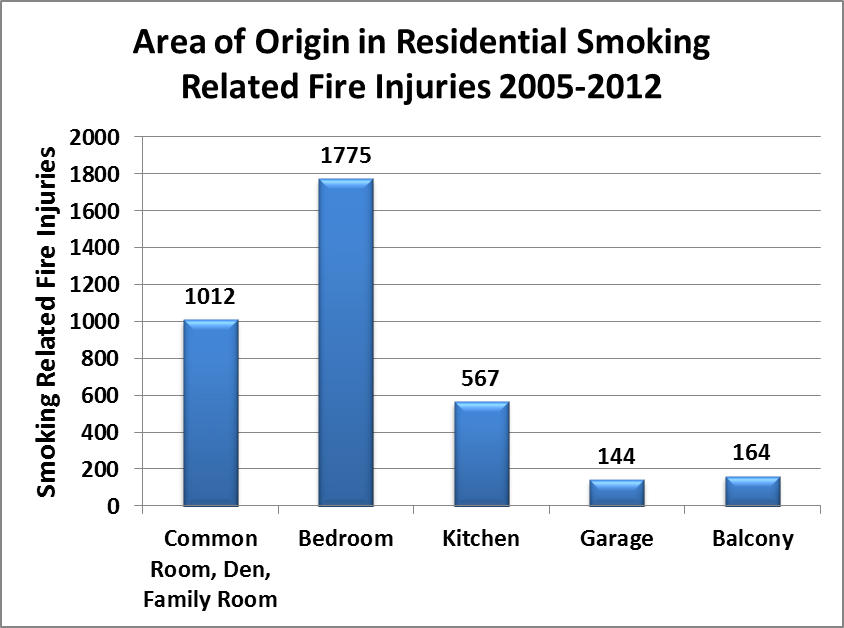 Area of Origin in Residential Smoking
Related Fire Injuries 2005-2012
Smoking Related Fire Injuries
2000
1800
1600
1400
1200
1000
800
600
400
200
0
1012
1775
567
144
164
Common
Room, Den,
Family Room
Bedroom
Kitchen
Garage
Balcony